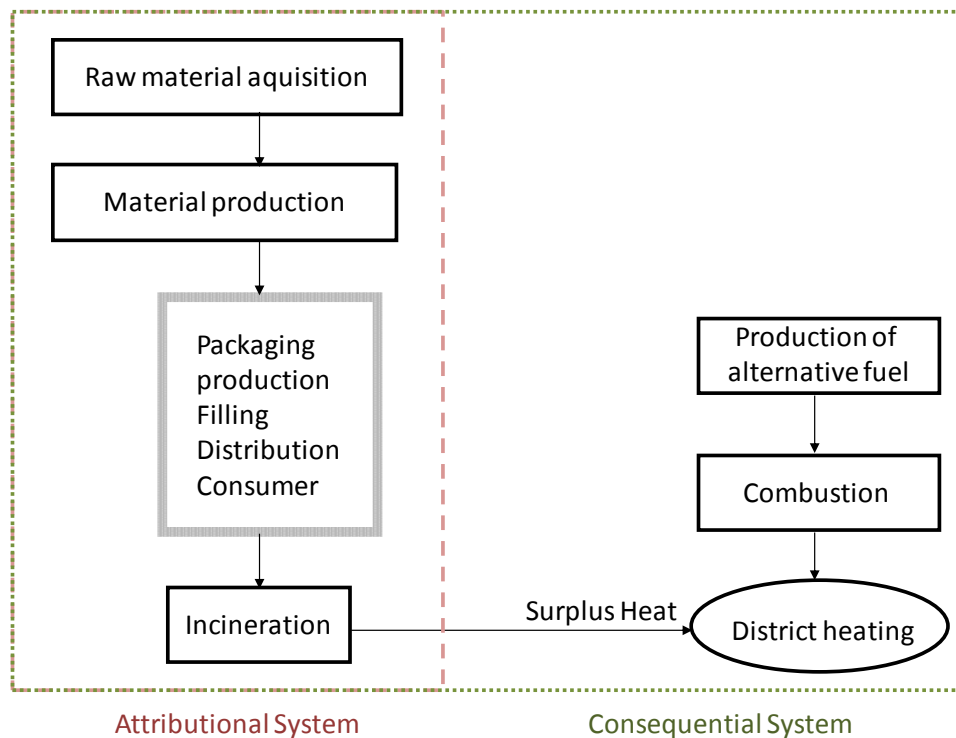 Raw material aquisition
Material production
Packaging
production
Filling
Distribution
Consumer
Incineration
Surplus Heat
Production of
alternative fuel
Combustion
District heating
Attributional System
Consequential System